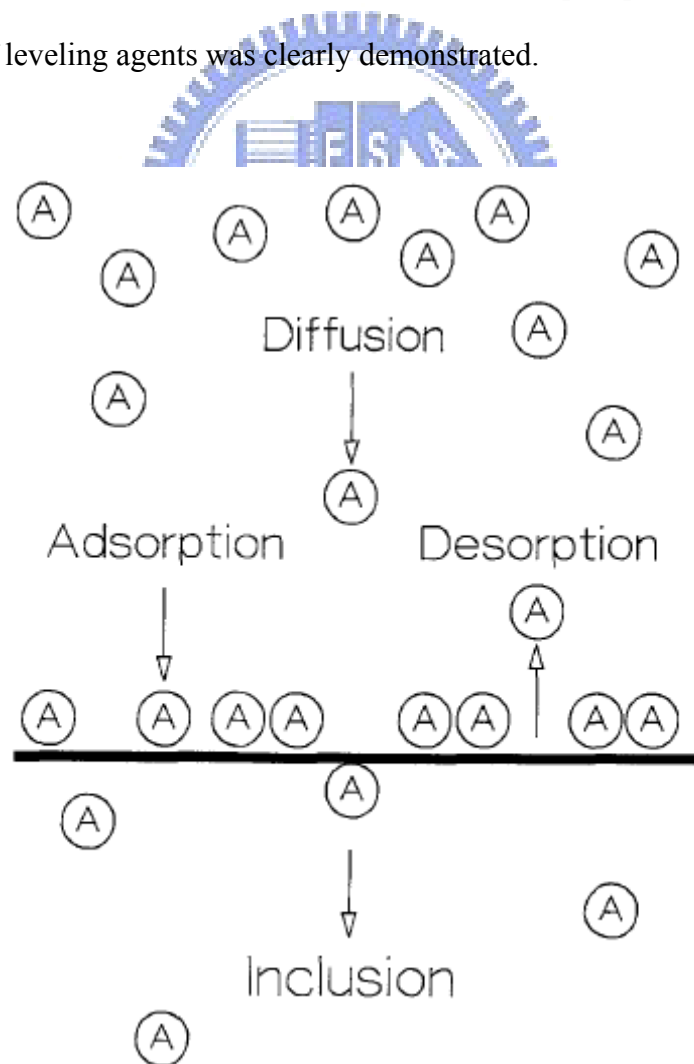 leveling agents was clearly demonstrated.
E S A
A A A A
A A A
Diffusion A
A
A
A
Adsorption Desorption
A
A A A A A A A A
A
A
A
Inclusion
A